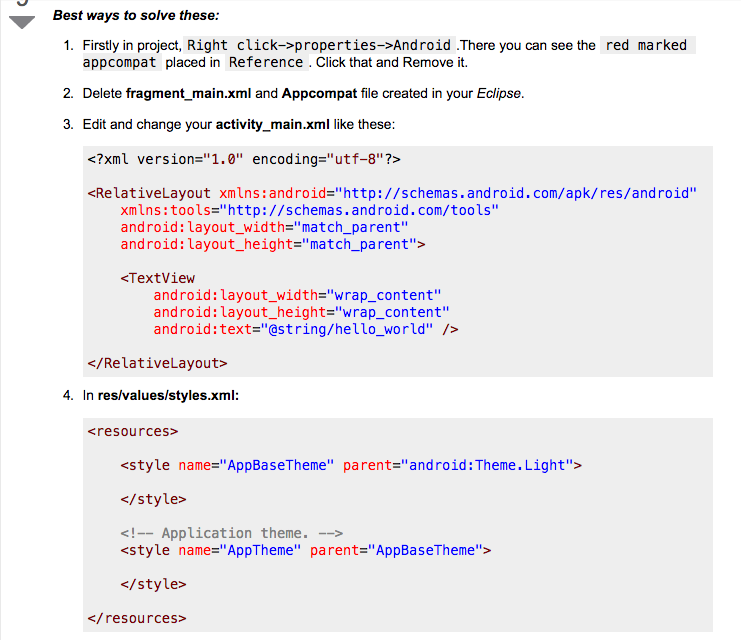 Best ways to solve these:
1. Firstly in project, Right click->properties->Android .There you can see the red marked
appcompat placed in Reference . Click that and Remove it.
2. Delete fragment_main.xml and Appcompat file created in your Eclipse.
3. Edit and change your activity_main.xml like these:
<?xml version="1.0" encoding="utf-8"?>
<RelativeLayout xmlns:android="http://schemas.android.com/apk/res/android"
xmlns:tools="http://schemas.android.com/tools"
android:layout_width="match_parent"
android:layout_height="match_parent">
<TextView
android:layout_width="wrap_content"
android:layout_height="wrap_content"
android:text="@string/hello_world" />
</RelativeLayout>
4. In res/values/styles.xml:
<resources>
<style name="AppBaseTheme" parent="android:Theme.Light">
</style>
<!-- Application theme. -->
<style name="AppTheme" parent="AppBaseTheme">
</style>
</resources>